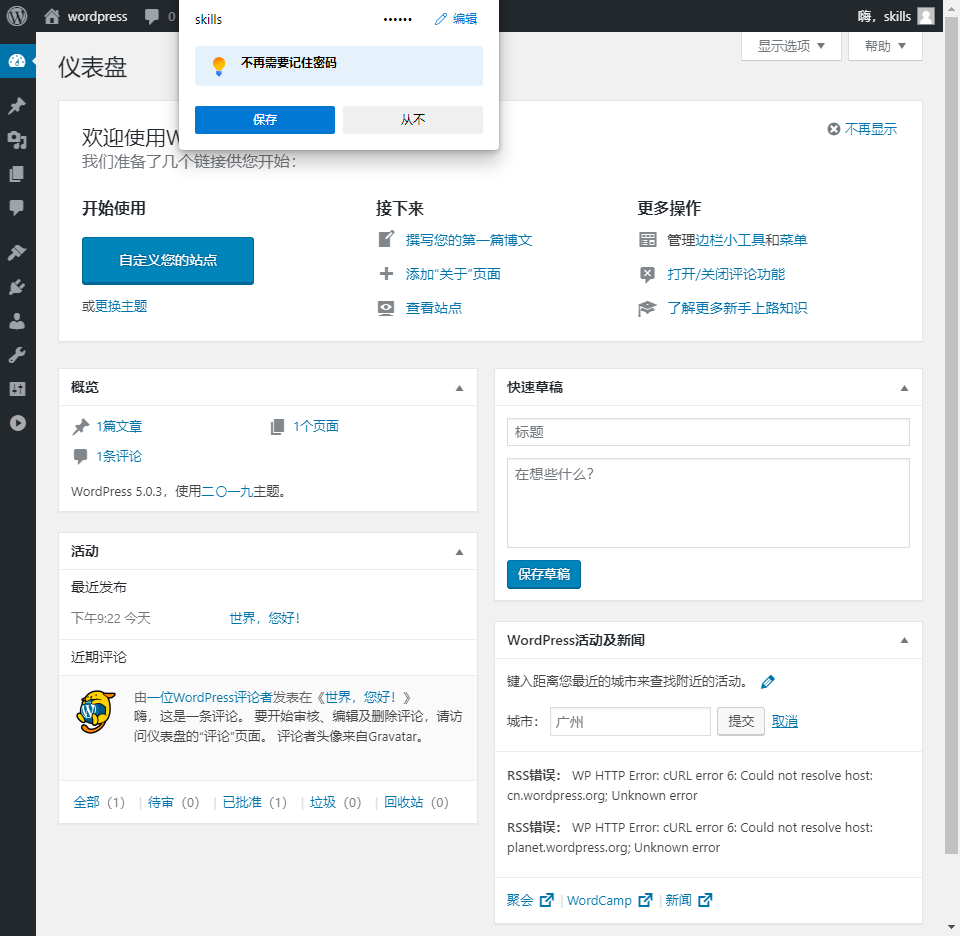 wordpress
0
嗨，skills
skills
••••••
编辑
不再需要记住密码
保存
从不
显示选项
帮助
仪表盘
欢迎使用W
我们准备了几个链接供您开始：
不再显示
开始使用
自定义您的站点
或更换主题
接下来
撰写您的第一篇博文
添加“关于”页面
查看站点
更多操作
管理边栏小工具和菜单
打开/关闭评论功能
了解更多新手上路知识
概览
1篇文章
1个页面
1条评论
WordPress 5.0.3，使用二〇一九主题。
活动
最近发布
下午9:22 今天
世界，您好！
近期评论
由一位WordPress评论者发表在《世界，您好！》
嗨，这是一条评论。 要开始审核、编辑及删除评论，请访
问仪表盘的“评论”页面。 评论者头像来自Gravatar。
全部（1） | 待审（0） | 已批准（1） | 垃圾（0） | 回收站（0）
快速草稿
标题
在想些什么？
保存草稿
WordPress活动及新闻
键入距离您最近的城市来查找附近的活动。
城市： 广州 提交 取消
RSS错误： WP HTTP Error: cURL error 6: Could not resolve host:
cn.wordpress.org; Unknown error
RSS错误： WP HTTP Error: cURL error 6: Could not resolve host:
planet.wordpress.org; Unknown error
聚会 | WordCamp | 新闻